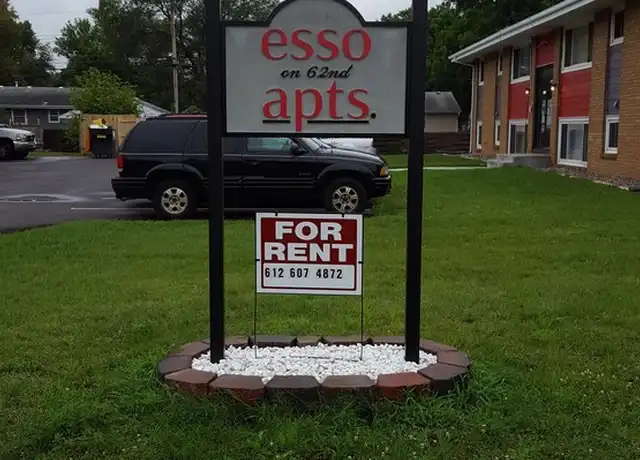 esso
on 62nd
apts.
FOR
RENT
612 607 4872